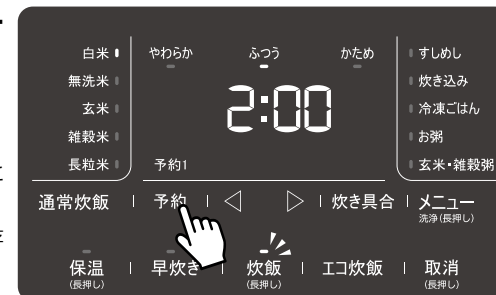 白米
無洗米
玄米
雑穀米
長粒米
やわらか ふつう かため
2:00
予約1
すしめし
炊き込み
冷凍ごはん
お粥
玄米・雑穀粥
通常炊飯 予約 炊き具合 メニュー
洗浄(長押し)
保温 早炊き 炊飯 エコ炊飯 取消
(長押し) (長押し) (長押し)